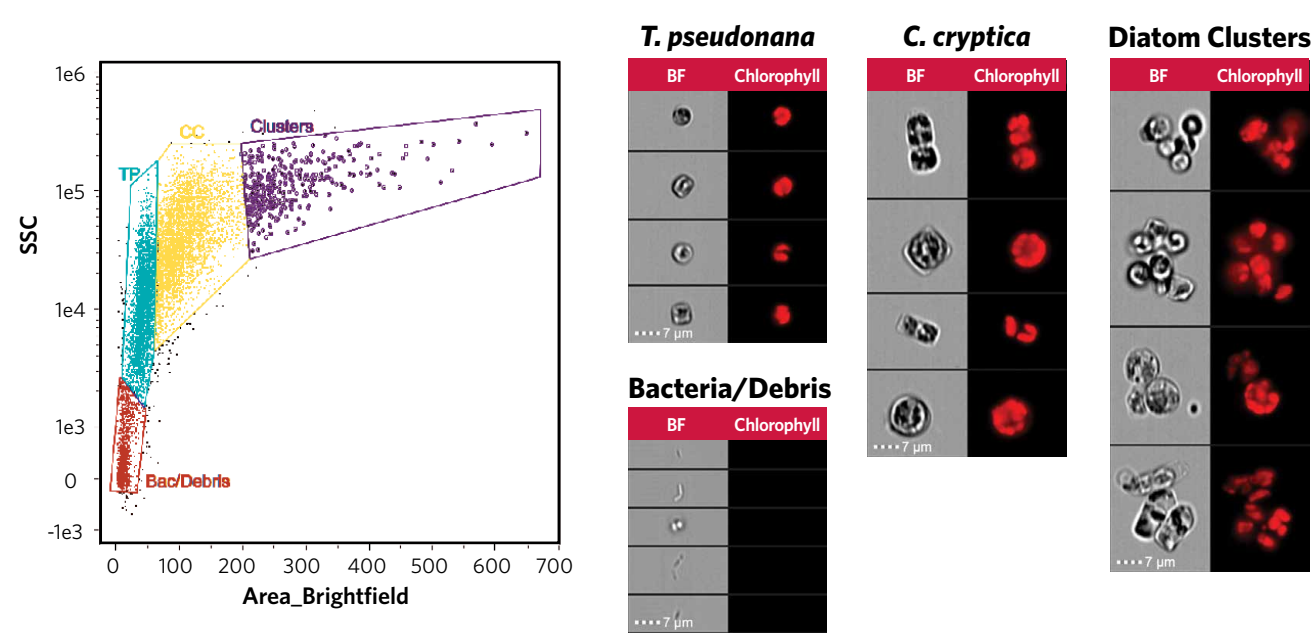 SSC
1e6
1e5
1e4
1e3
0
-1e3
CC
Clusters
TP
Bac/Debris
0 100 200 300 400 500 600 700
Area_Brightfield
T. pseudonana
BF Chlorophyll
7 µm
Bacteria/Debris
BF Chlorophyll
7 µm
C. cryptica
BF Chlorophyll
7 µm
Diatom Clusters
BF Chlorophyll
7 µm